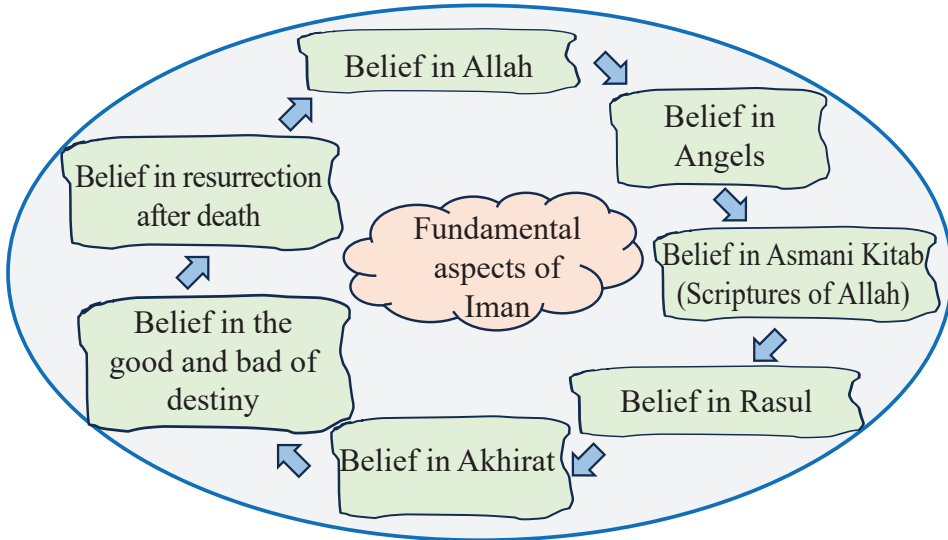 Belief in Allah
Belief in
Angels
Belief in Asmani Kitab
(Scriptures of Allah)
Belief in Rasul
Belief in Akhirat
Belief in the
good and bad of
destiny
Belief in resurrection
after death
Fundamental
aspects of
Iman